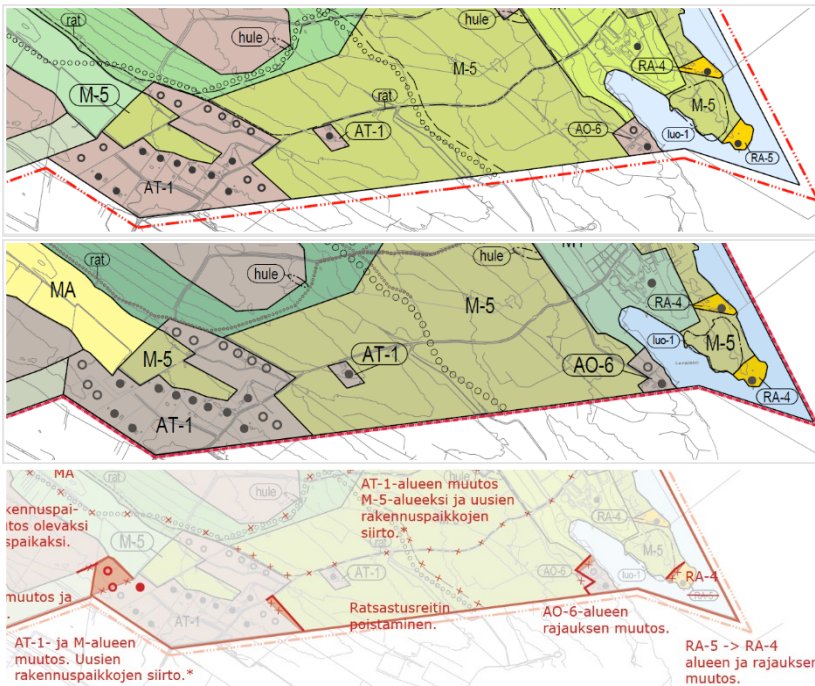 rat
hule
M-5
M-5
rat
AT-1
AT-1
RA-4
M-5
AO-6
luo-1
RA-5
rat
hule
hule
MA
M-5
M-5
AT-1
AT-1
RA-4
luo-1
M-5
AO-6
RA-4
MA
hule
AT-1-alueen muutos
M-5-alueeksi ja uusien
rakennuspaikkojen
siirto.*
kennuspai-
utos olevaksi
spaikaksi.
M-5
RA-4
M-5
AT-1
AO-6
luo-1
RA-4
RA-5
muutos ja
AT-1
Ratsastusreitin
poistaminen.
AO-6-alueen
rajauksen muutos.
AT-1- ja M-alueen
muutos. Uusien
rakennuspaikkojen siirto.*
RA-5 -> RA-4
alueen ja rajauksen
muutos.